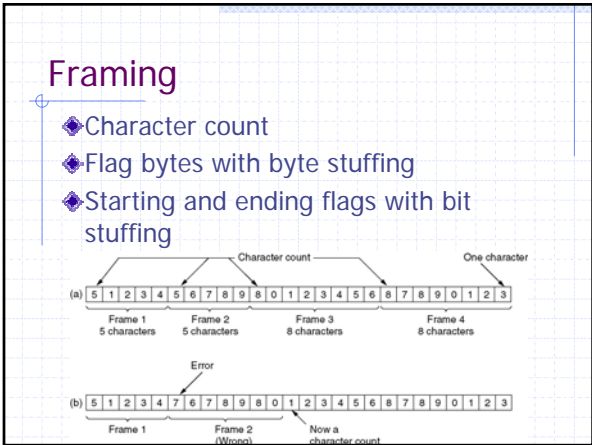 Framing
Character count
Flag bytes with byte stuffing
Starting and ending flags with bit
stuffing
Character count
One character
(a) 5 1 2 3 4 5 6 7 8 9 8 0 1 2 3 4 5 6 8 7 8 9 0 1 2 3
Frame 1 Frame 2 Frame 3 Frame 4
5 characters 5 characters 8 characters 8 characters
Error
(b) 5 1 2 3 4 7 6 7 8 9 8 0 1 2 3 4 5 6 8 7 8 9 0 1 2 3
Frame 1 Frame 2 Now a
(Wrong) character count